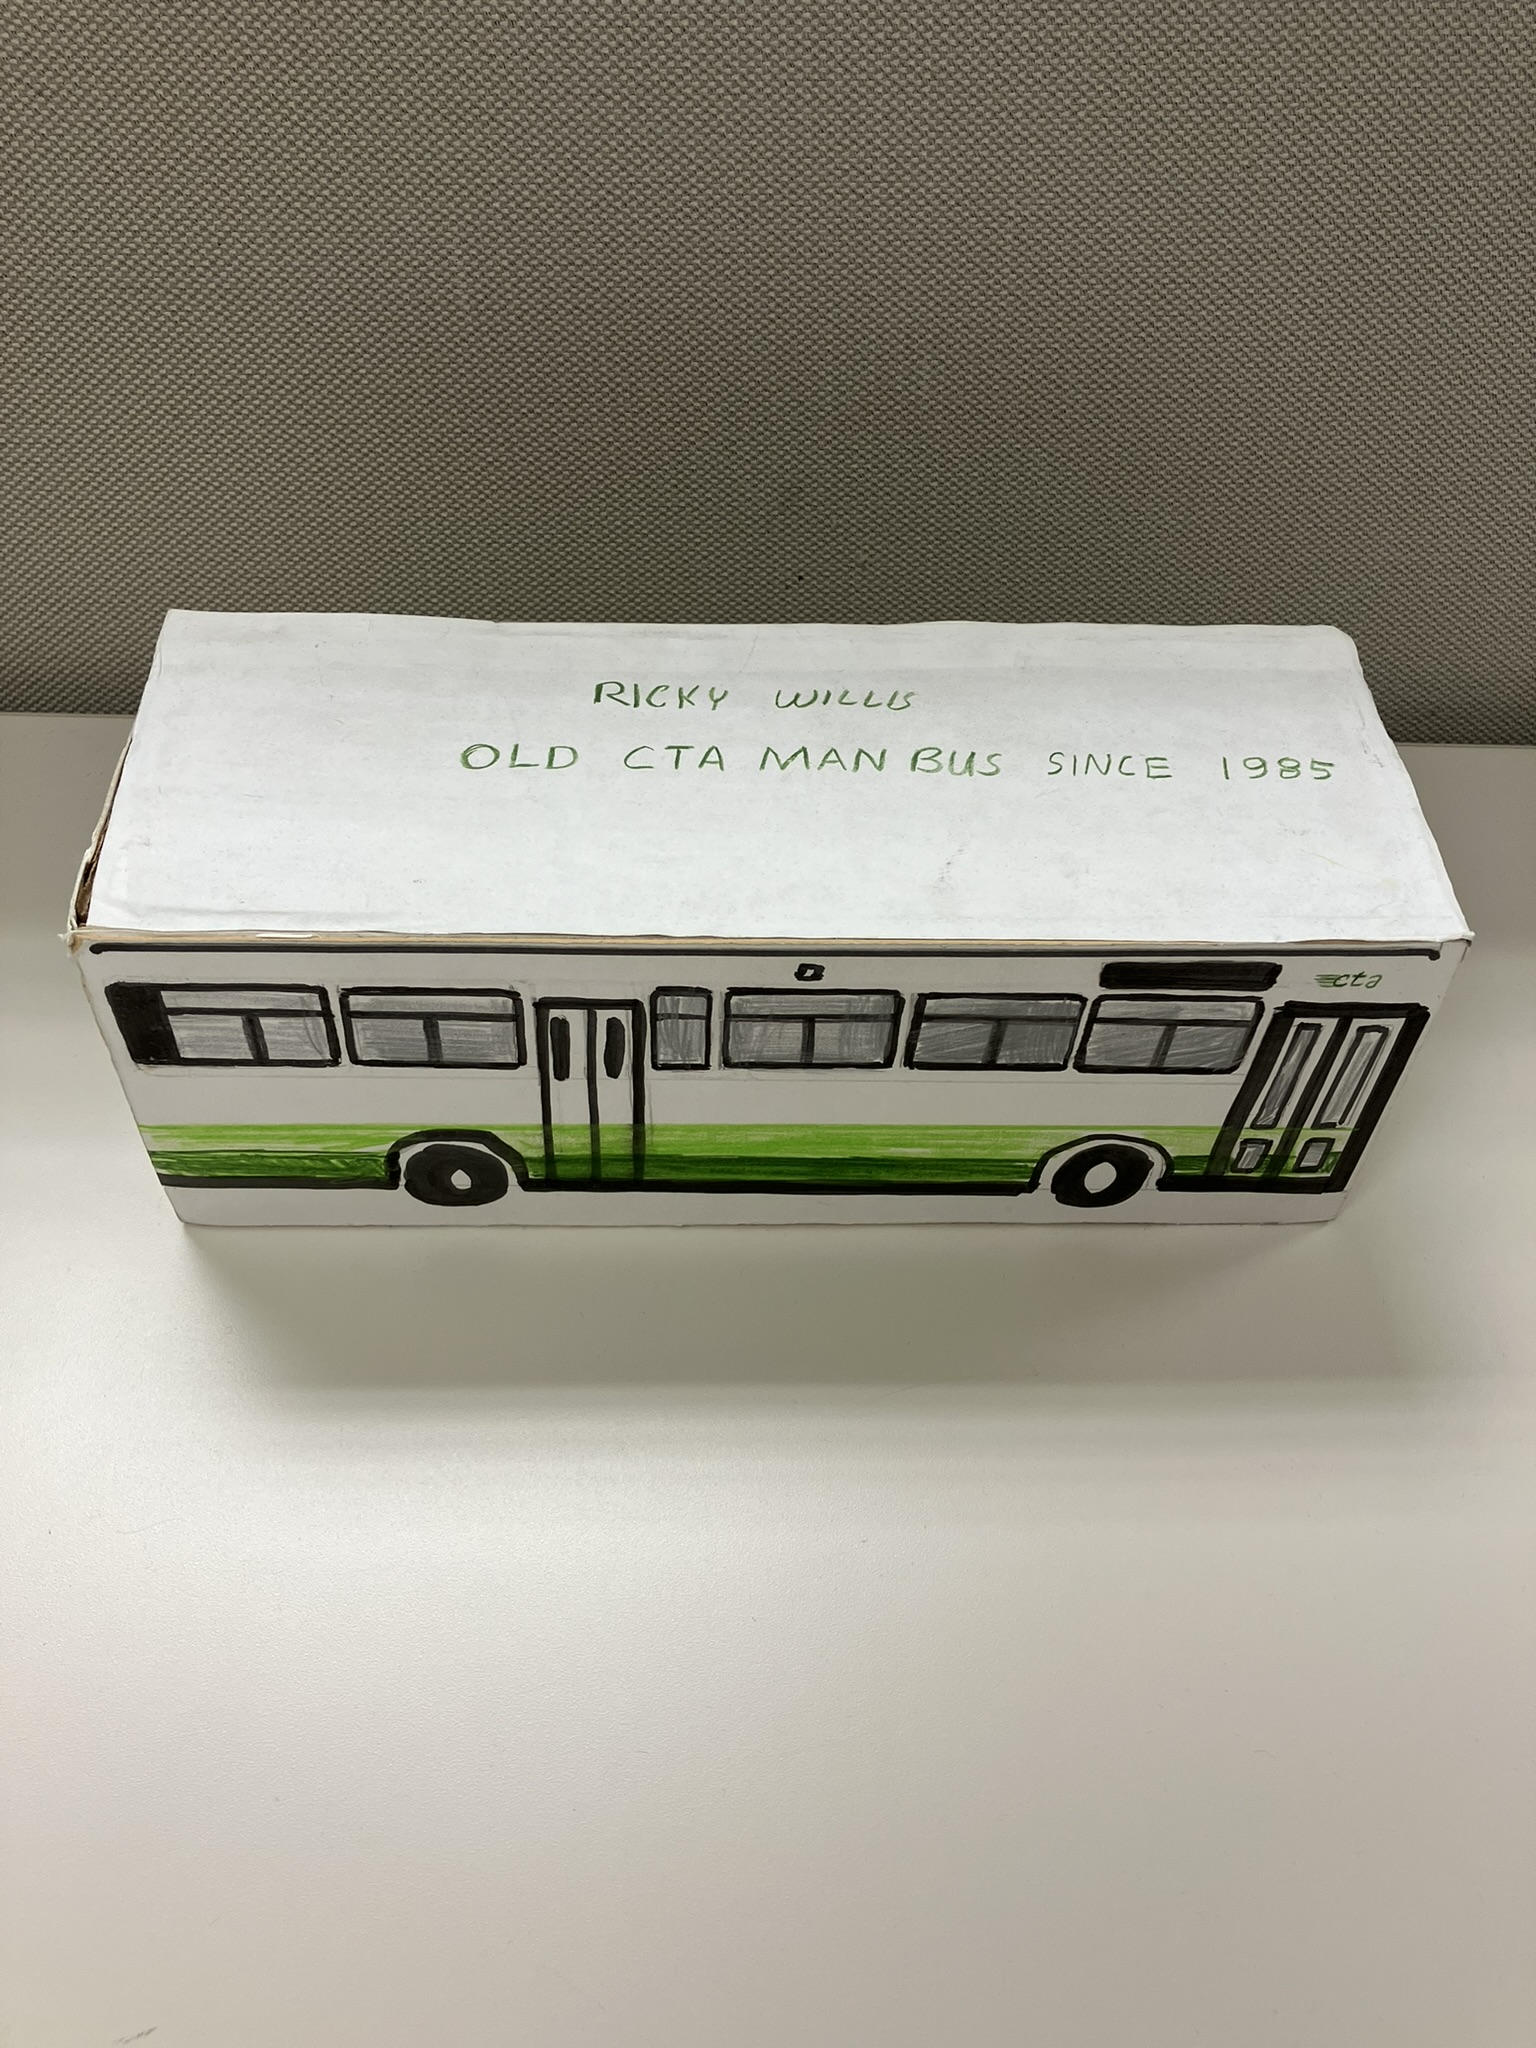 RICKY WILLIS
OLD CTA MAN BUS SINCE 1985
cta